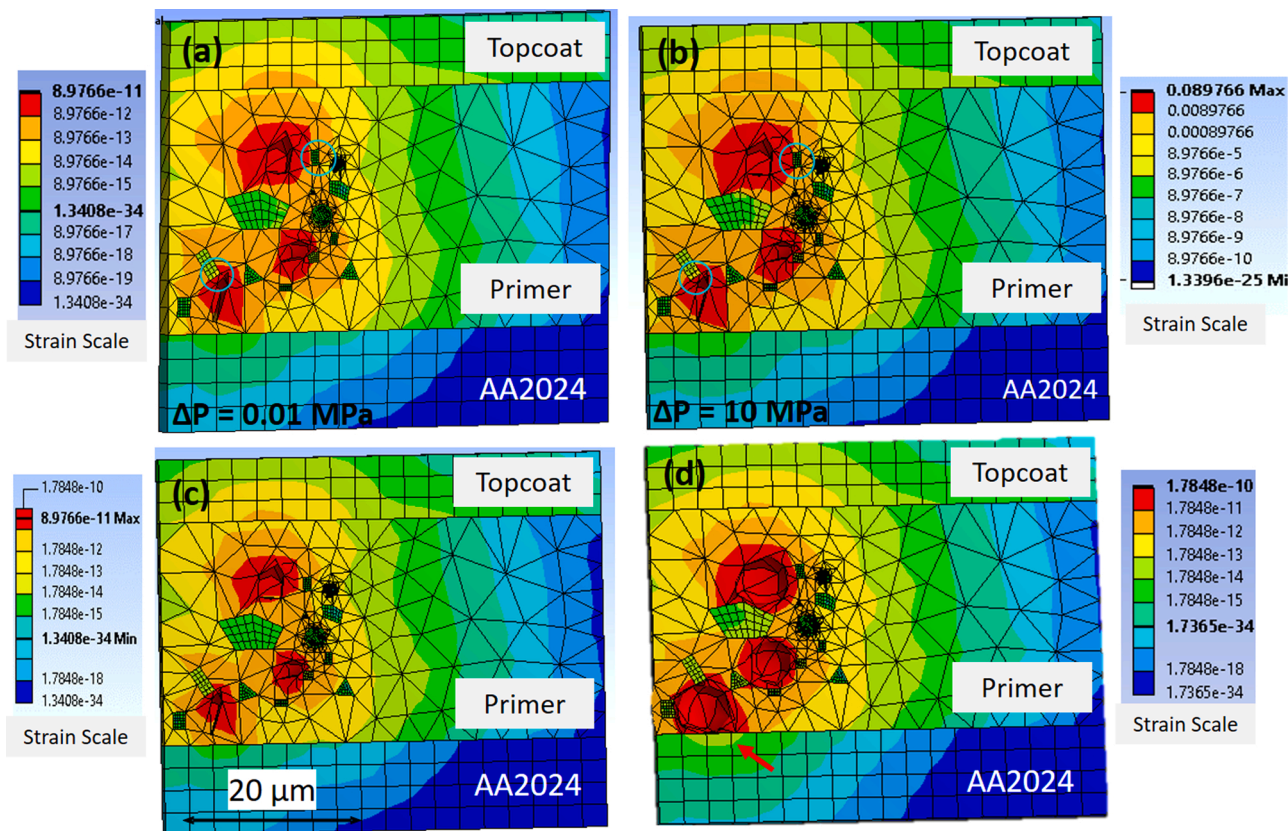 a
(a)
Topcoat
8.9766e-11
8.9766e-12
8.9766e-13
8.9766e-14
8.9766e-15
1.3408e-34
8.9766e-17
8.9766e-18
8.9766e-19
1.3408e-34
Strain Scale
Primer
AA2024
ΔP = 0.01 MPa
(b)
Topcoat
0.089766 Max
0.0089766
0.00089766
8.9766e-5
8.9766e-6
8.9766e-7
8.9766e-8
8.9766e-9
8.9766e-10
1.3396e-25 Mi
Strain Scale
Primer
AA2024
ΔP = 10 MPa
(c)
Topcoat
1.7848e-10
8.9766e-11 Max
1.7848e-12
1.7848e-13
1.7848e-14
1.7848e-15
1.3408e-34 Min
1.7848e-18
1.3408e-34
Strain Scale
Primer
AA2024
20 μm
(d)
Topcoat
1.7848e-10
1.7848e-11
1.7848e-12
1.7848e-13
1.7848e-14
1.7848e-15
1.7365e-34
1.7848e-18
1.7365e-34
Strain Scale
Primer
AA2024